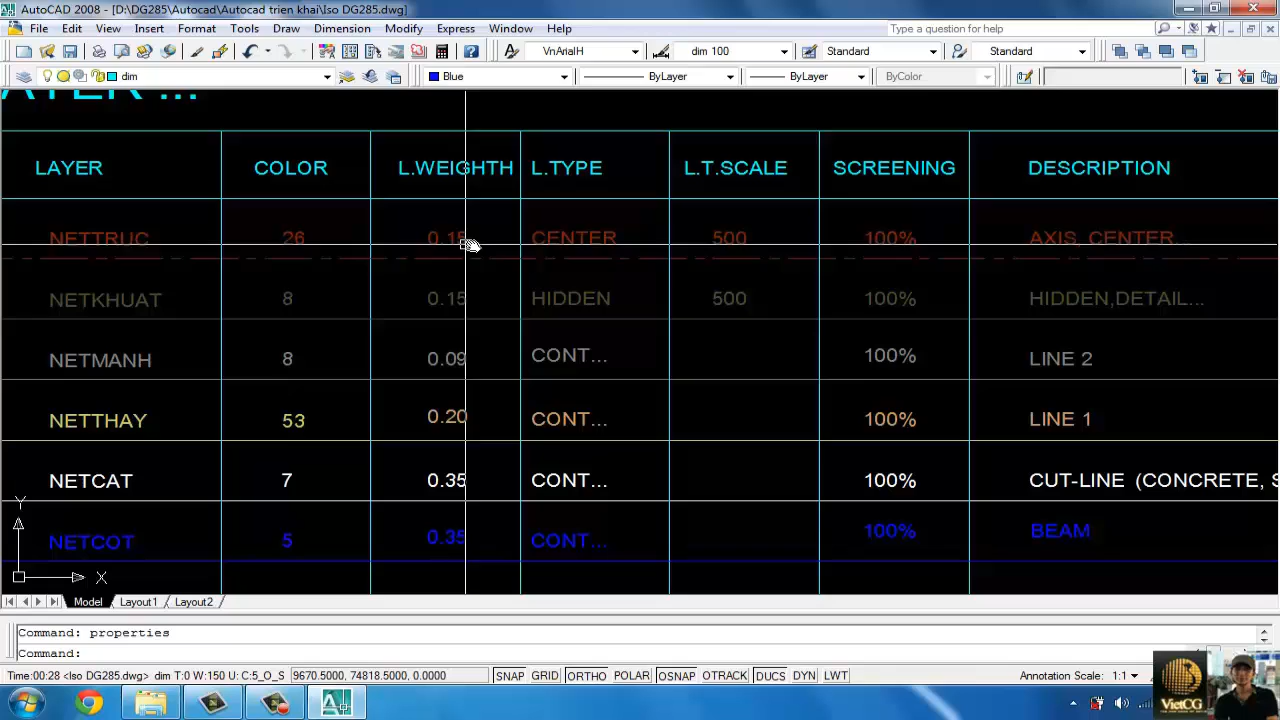 AutoCAD 2008 - [D:\DG285\Autocad\Autocad trien khai\Iso DG285.dwg]
File Edit View Insert Format Tools Draw Dimension Modify Express Window Help Type a question for help
VnArialH dim 100 Standard Standard
dim Blue ByLayer ByLayer ByColor
LAYER COLOR L.WEIGHTH L.TYPE L.T.SCALE SCREENING DESCRIPTION
NETTRUC 26 0.15 CENTER 500 100% AXIS, CENTER.
NETKHUAT 8 0.15 HIDDEN 500 100% HIDDEN,DETAIL...
NETMANH 8 0.09 CONT... 100% LINE 2
NETTHAY 53 0.20 CONT... 100% LINE 1
NETCAT 7 0.35 CONT... 100% CUT-LINE (CONCRETE, S
NETCOT 5 0.35 CONT... 100% BEAM
Y
X
Model Layout1 Layout2
Command: properties
Command:
Time:00:28 <Iso DG285.dwg> dim T:0 W:150 U: C:5_O_S 9670.5000, 74818.5000, 0.0000 SNAP GRID ORTHO POLAR OSNAP OTRACK DUCS DYN LWT Annotation Scale: 1:1
VietCG